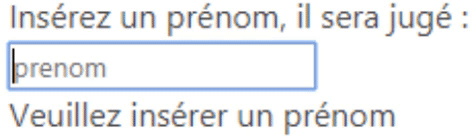 Insérez un prénom, il sera jugé :
prenom
Veuillez insérer un prénom